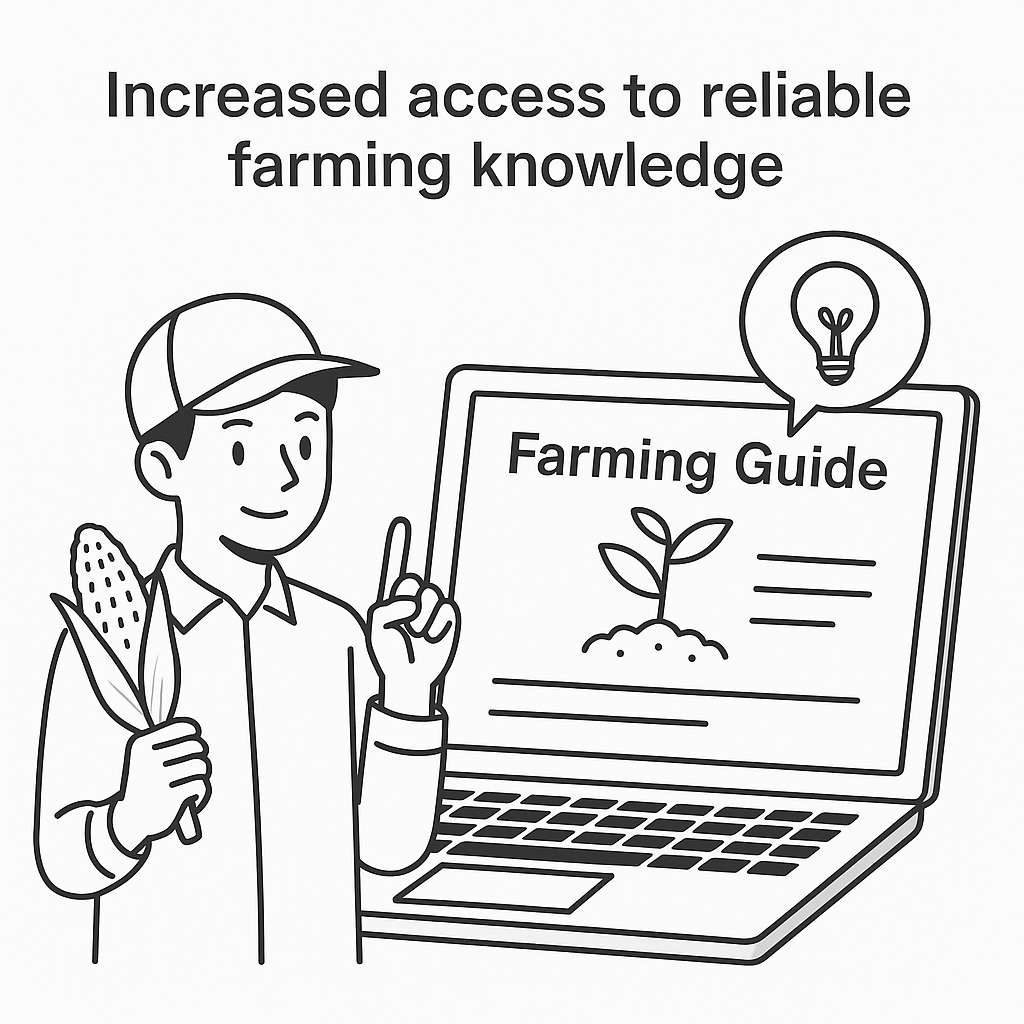 Increased access to reliable
farming knowledge
Farming Guide